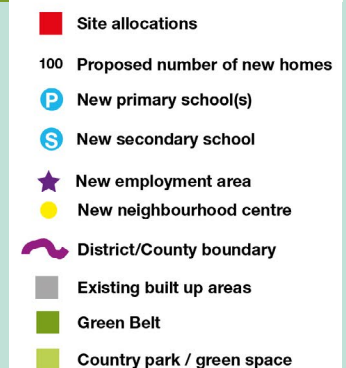 Site allocations
100 Proposed number of new homes
P New primary school(s)
S New secondary school
New employment area
New neighbourhood centre
District/County boundary
Existing built up areas
Green Belt
Country park / green space